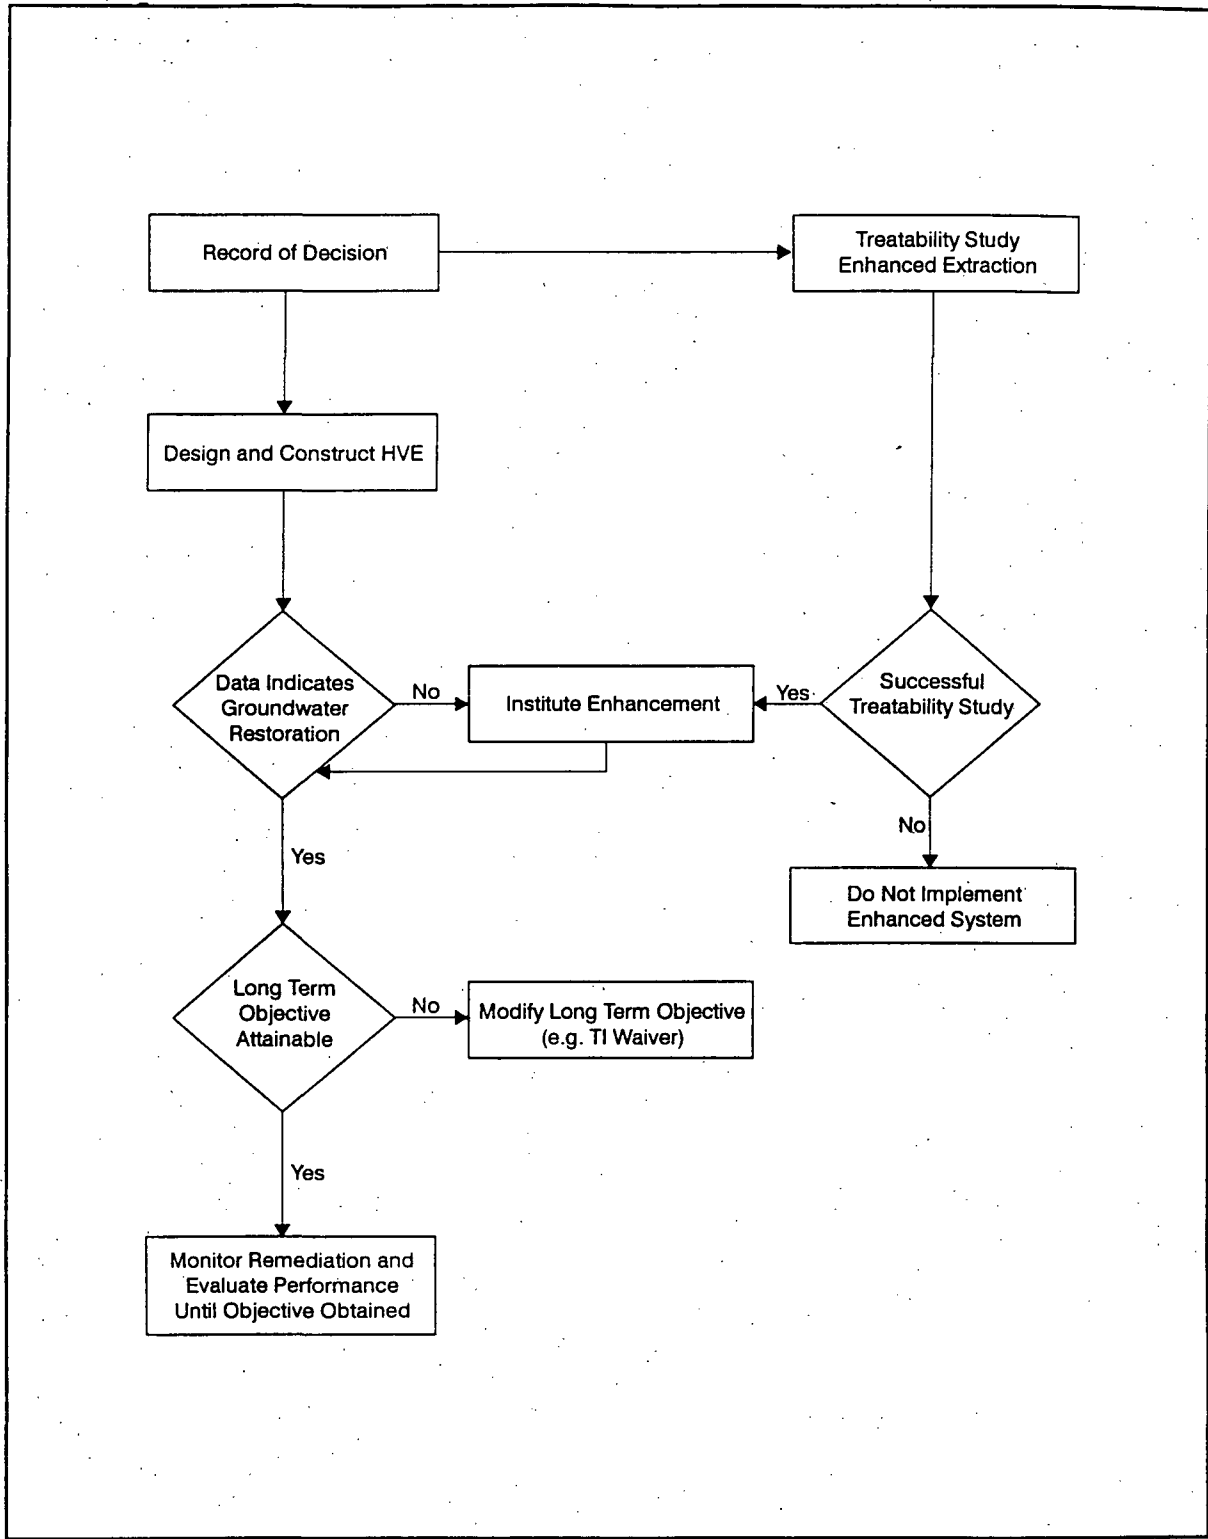 Record of Decision
Treatability Study
Enhanced Extraction
Design and Construct HVE
Data Indicates
Groundwater
Restoration
No
Institute Enhancement
Yes
Successful
Treatability Study
Yes
No
Do Not Implement
Enhanced System
Long Term
Objective
Attainable
No
Modify Long Term Objective
(e.g. TI Waiver)
Yes
Monitor Remediation and
Evaluate Performance
Until Objective Obtained